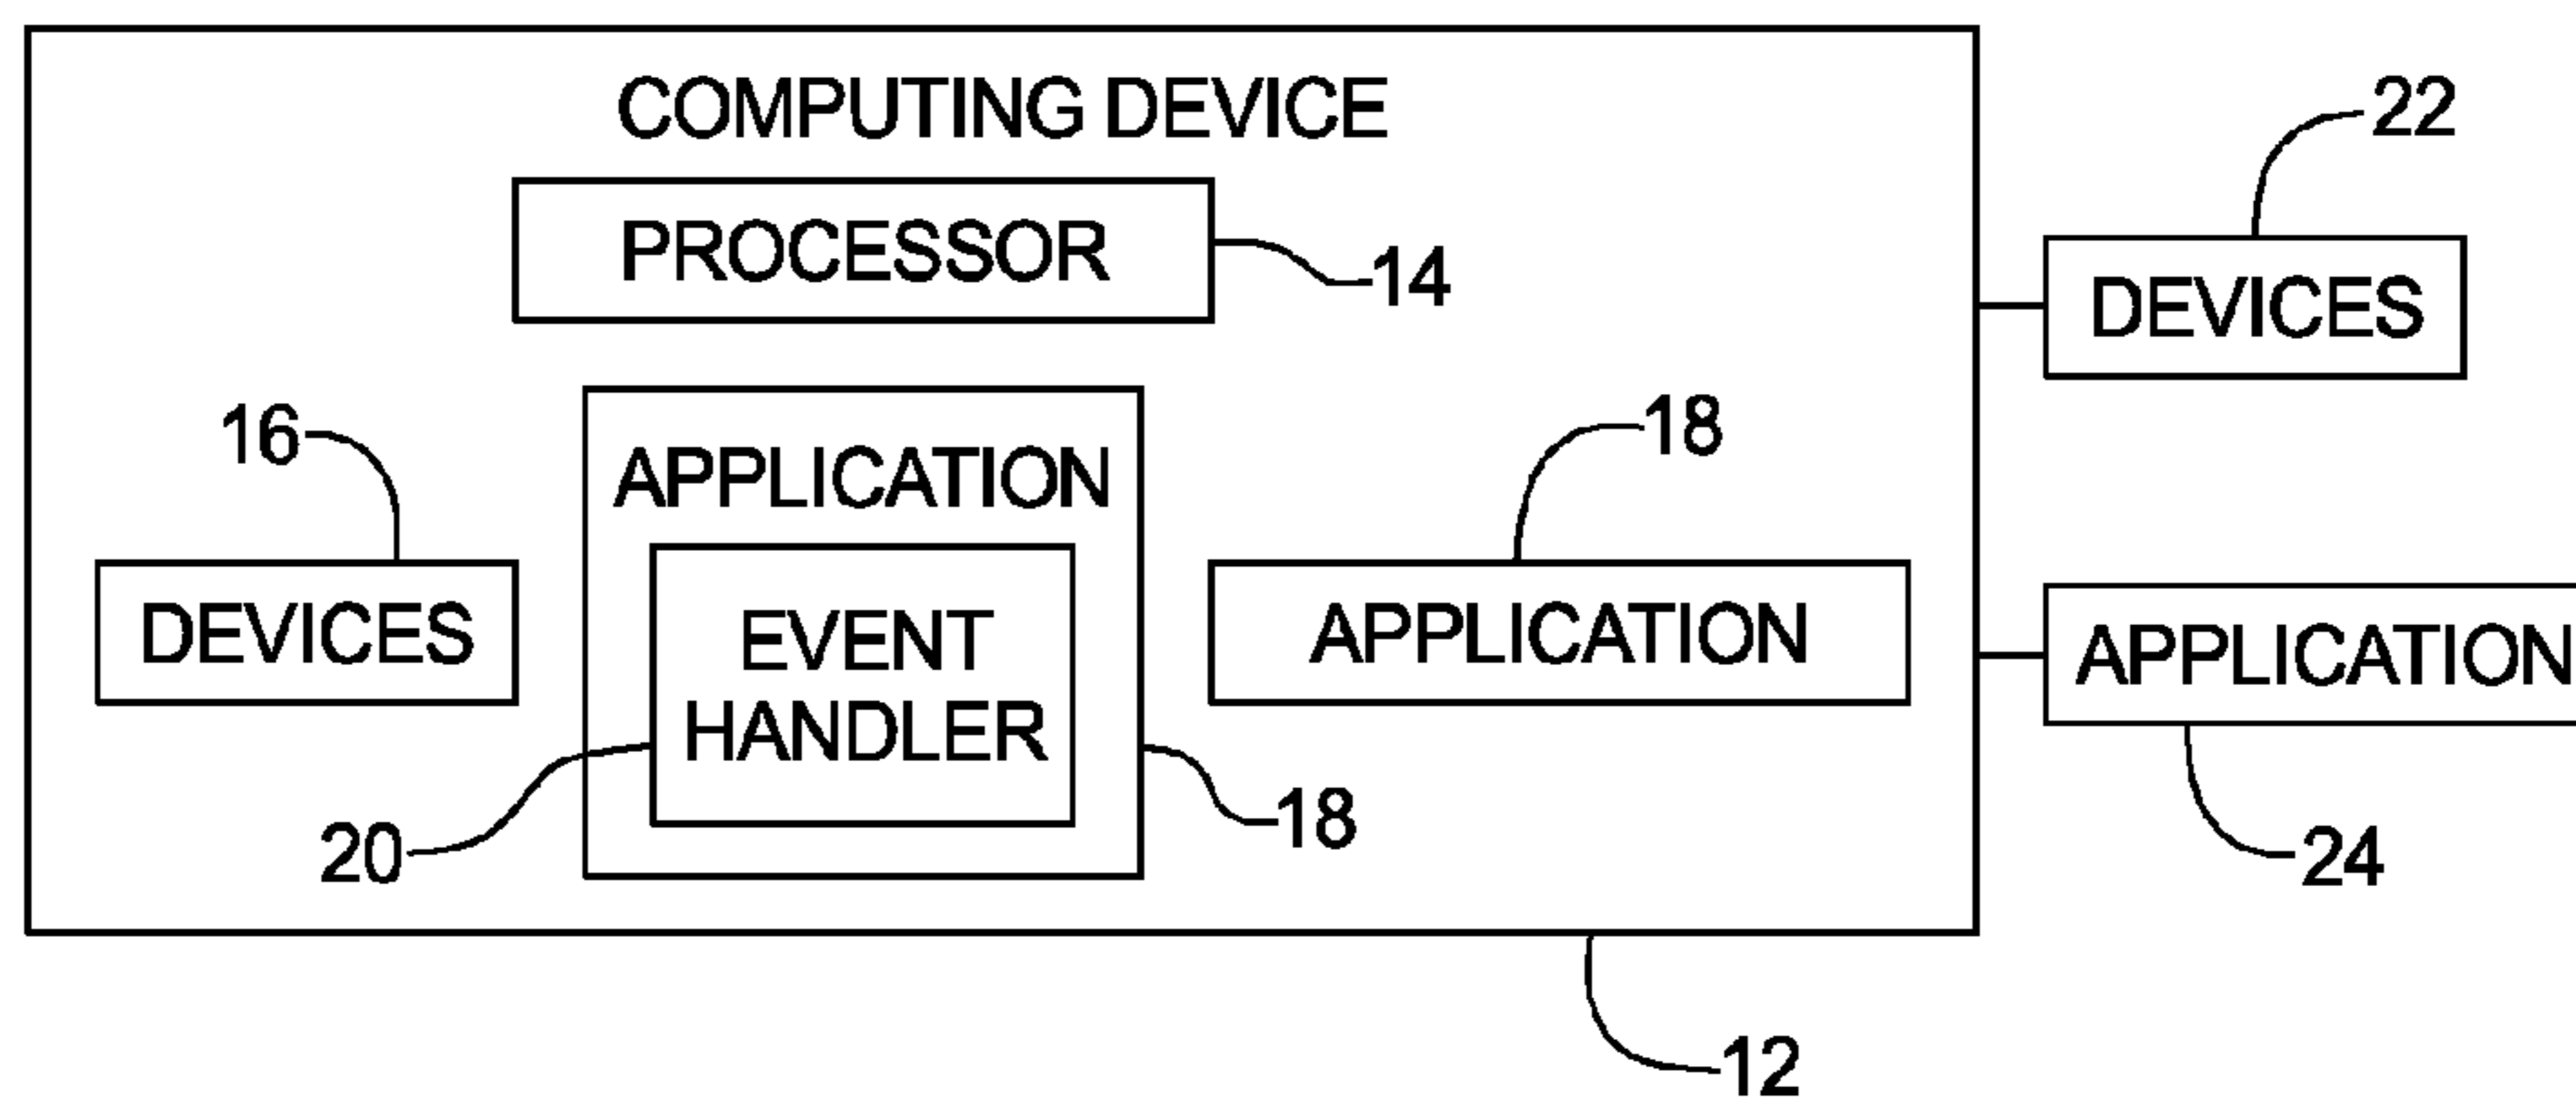 COMPUTING DEVICE
22
PROCESSOR
14
DEVICES
16
18
APPLICATION
EVENT
HANDLER
DEVICES
APPLICATION
APPLICATION
20
18
24
12